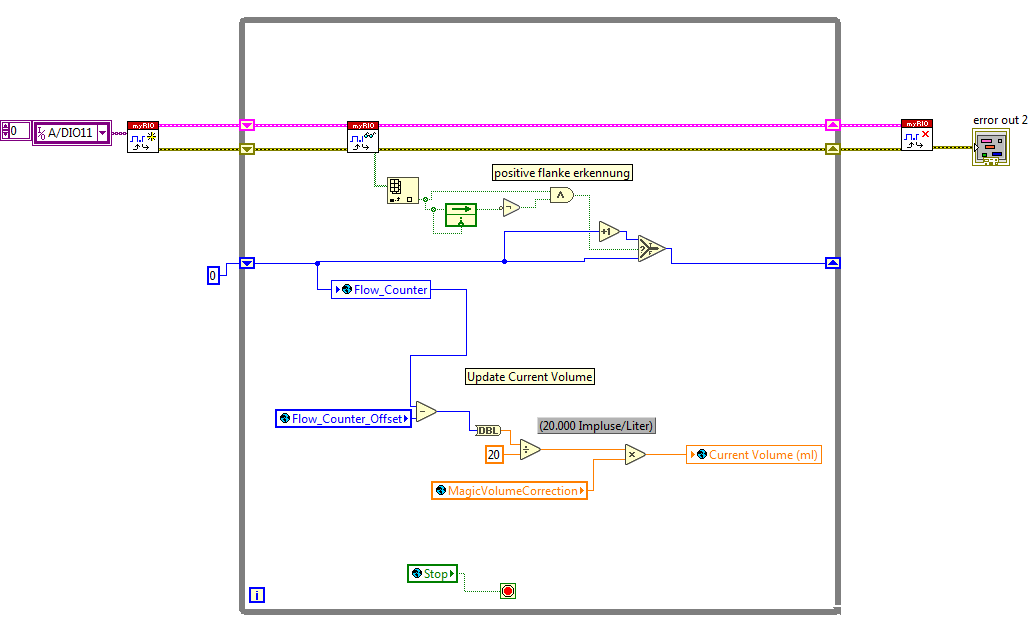 error out 2
0
A/DIO11
myRIO
myRIO
myRIO
positive flanke erkennung
+1
0
Flow_Counter
Update Current Volume
Flow_Counter_Offset
DBL
(20.000 Impluse/Liter)
20
Current Volume (ml)
MagicVolumeCorrection
Stop
i